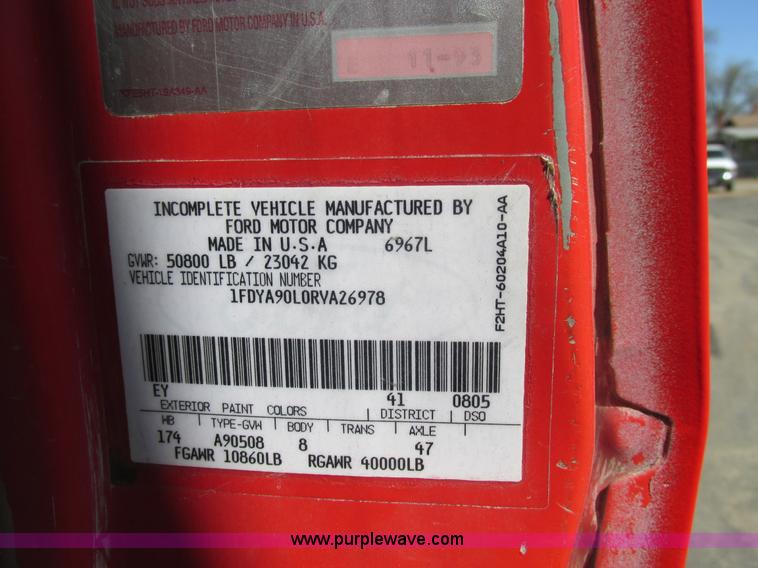 MANUFACTURED BY FORD MOTOR COMPANY IN U.S.A.
E 11-93
INCOMPLETE VEHICLE MANUFACTURED BY
FORD MOTOR COMPANY
MADE IN U.S.A 6967L
GVWR: 50800 LB / 23042 KG
VEHICLE IDENTIFICATION NUMBER
1FDYA90L0RVA26978
F2HT-60204A10-AA
EY 41 0805
EXTERIOR PAINT COLORS DISTRICT DSO
WB TYPE-GVW BODY TRANS AXLE
174 A90508 8 47
FGAWR 10860LB RGAWR 40000LB
www.purplewave.com